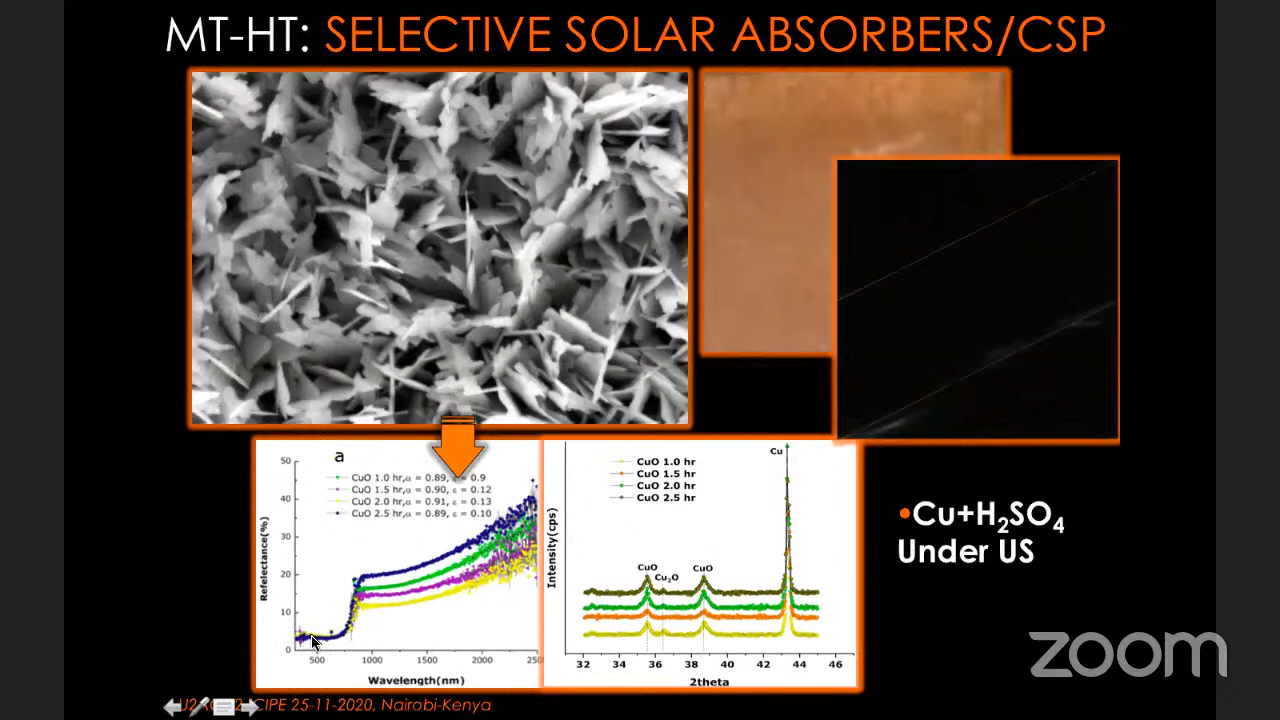 MT-HT: SELECTIVE SOLAR ABSORBERS/CSP
a
CuO 1.0 hr,α = 0.89, = 0.9
CuO 1.5 hr,α = 0.90, ε = 0.12
CuO 2.0 hr,α = 0.91, ε = 0.13
CuO 2.5 hr,α = 0.89, ε = 0.10
Refelectance(%)
50
40
30
20
10
0
500 1000 1500 2000 250
Wavelength(nm)
CuO 1.0 hr
CuO 1.5 hr
CuO 2.0 hr
CuO 2.5 hr
Cu
CuO
Cu₂O
CuO
Intensity(cps)
32 34 36 38 40 42 44 46
2theta
•Cu+H₂SO₄
Under US
zoom
CIPE 25-11-2020, Nairobi-Kenya